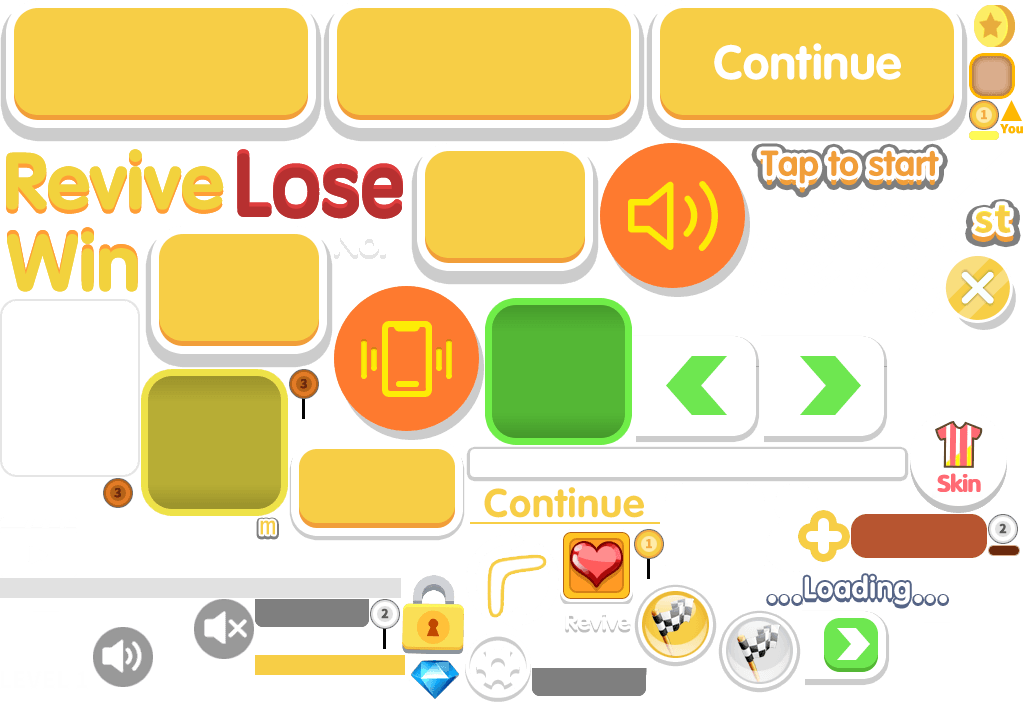 Continue
1
You
Tap to start
Revive
Lose
st
Win
No.
3
Skin
3
Continue
m
2
1
...Loading...
2
Revive